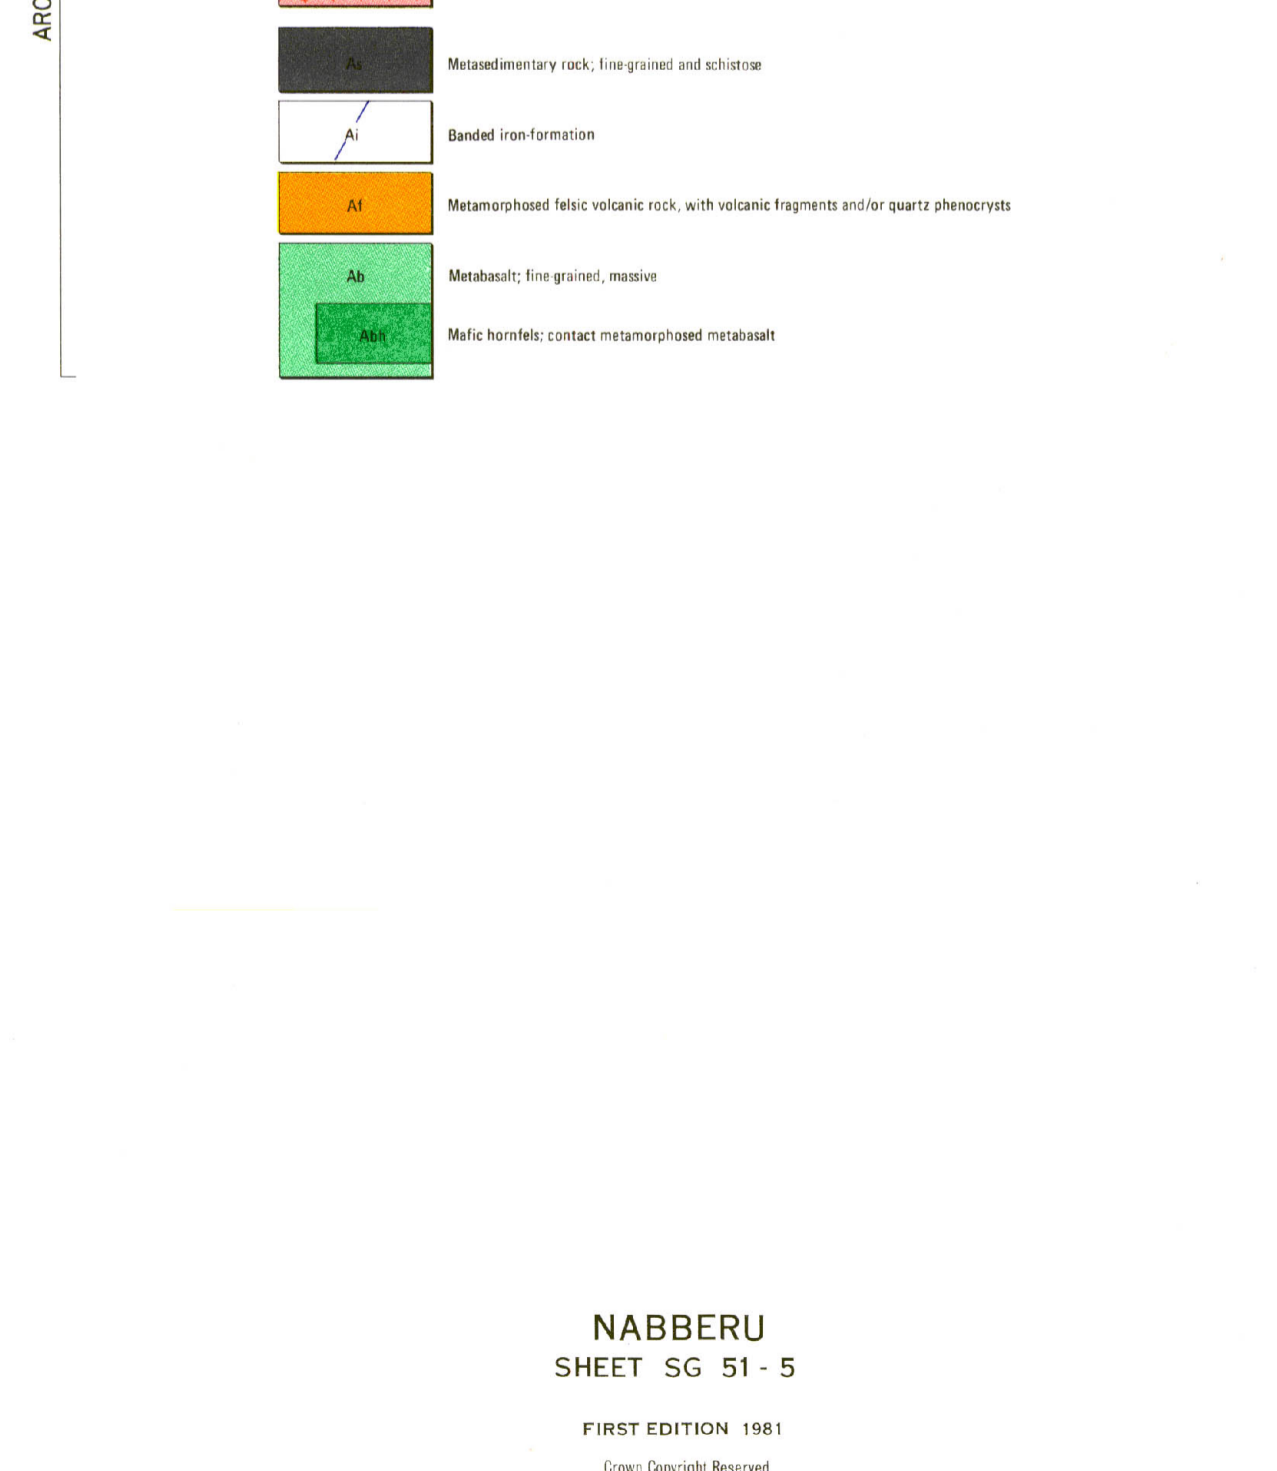 ARC
As
Metasedimentary rock; fine-grained and schistose
Ai
Banded iron-formation
Af
Metamorphosed felsic volcanic rock, with volcanic fragments and/or quartz phenocrysts
Ab
Metabasalt; fine-grained, massive
Abh
Mafic hornfels; contact metamorphosed metabasalt
NABBERU
SHEET SG 51 - 5
FIRST EDITION 1981
Crown Copyright Reserved